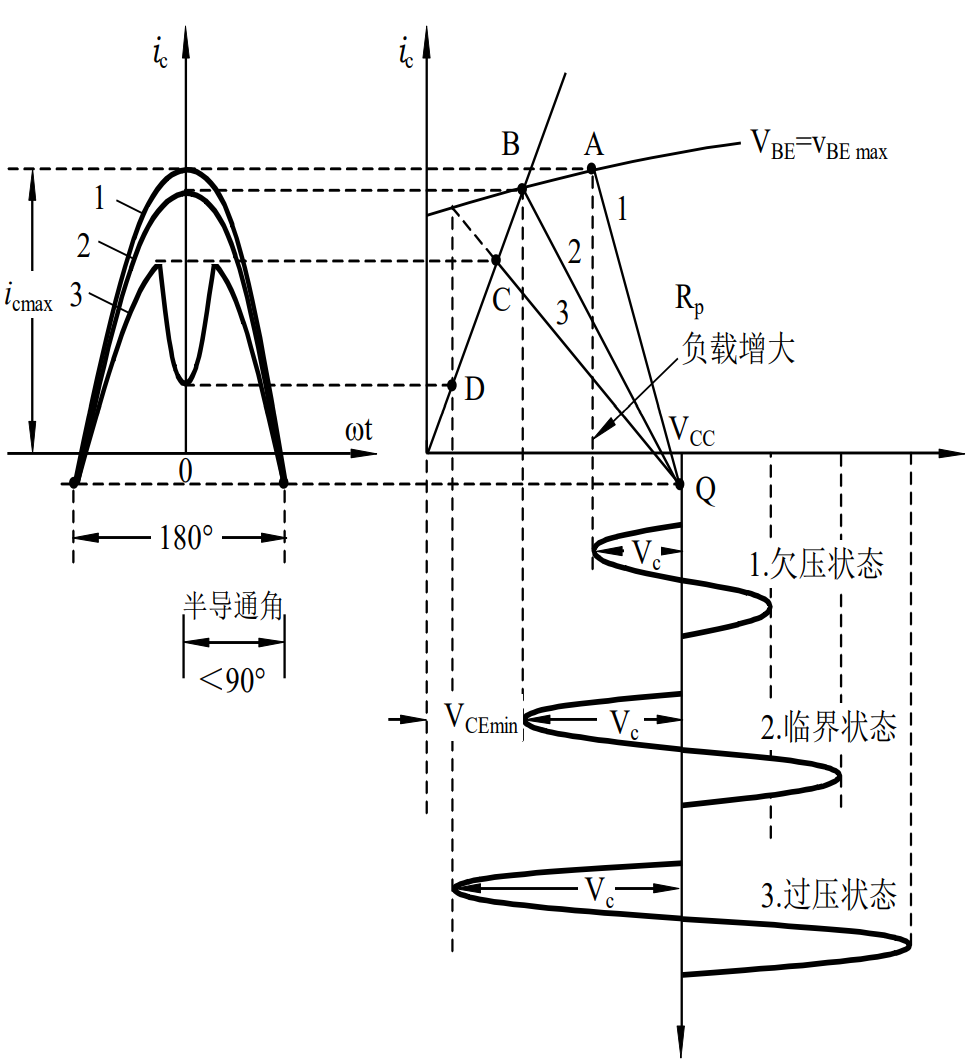 i_c
i_c
V_BE=v_BE max
B
A
1
1
2
2
i_cmax
3
C
3
R_p
负载增大
D
ωt
V_CC
0
Q
180°
V_c
1.欠压状态
半导通角
<90°
V_CEmin
V_c
2.临界状态
V_c
3.过压状态